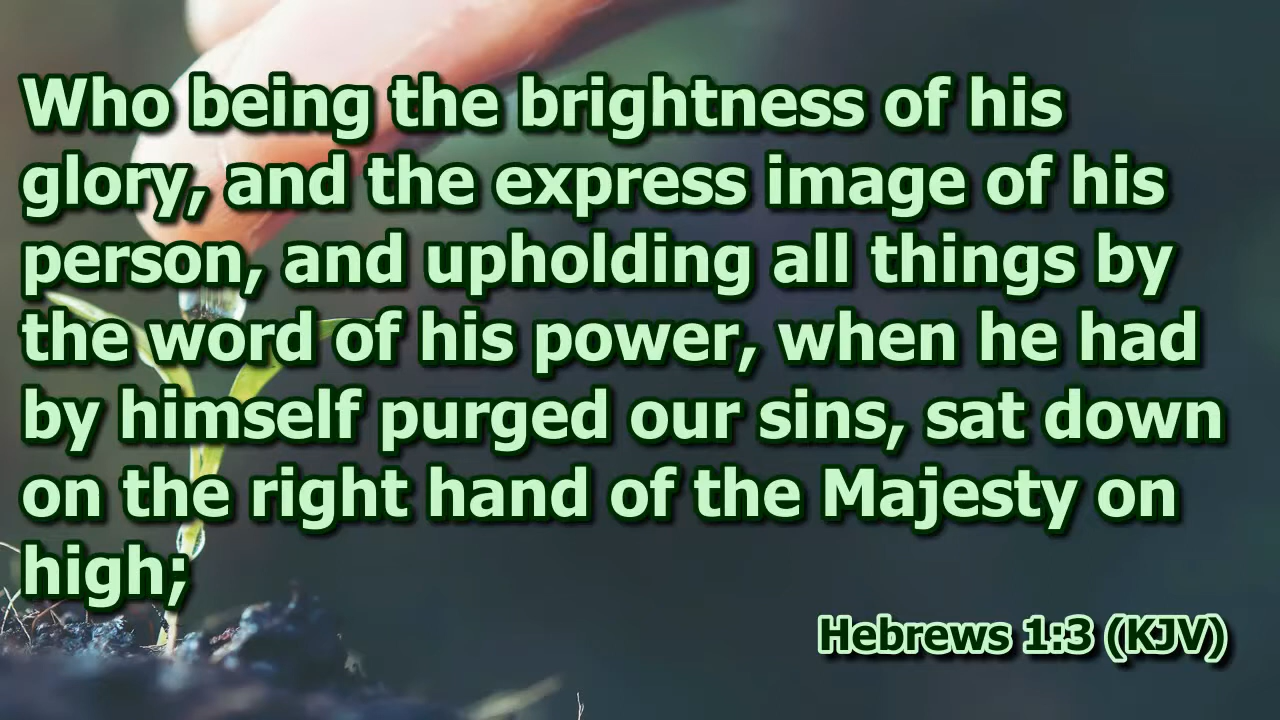 Who being the brightness of his
glory, and the express image of his
person, and upholding all things by
the word of his power, when he had
by himself purged our sins, sat down
on the right hand of the Majesty on
high;
Hebrews 1:3 (KJV)